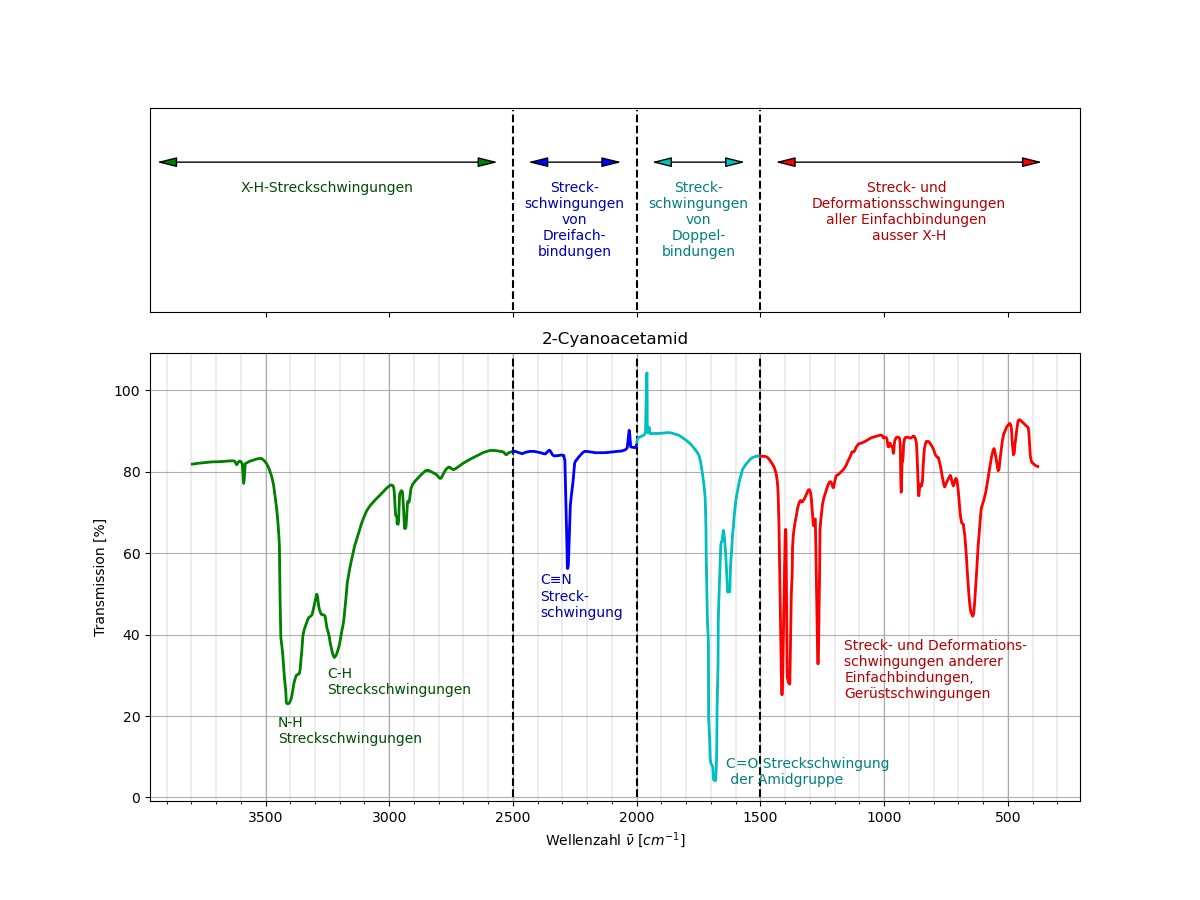 X-H-Streckschwingungen
Streck-
schwingungen
von
Dreifach-
bindungen
Streck-
schwingungen
von
Doppel-
bindungen
Streck- und
Deformationsschwingungen
aller Einfachbindungen
ausser X-H
2-Cyanoacetamid
Transmission [%]
100
80
60
40
20
0
C≡N
Streck-
schwingung
C-H
Streckschwingungen
N-H
Streckschwingungen
Streck- und Deformations-
schwingungen anderer
Einfachbindungen,
Gerüstschwingungen
C=O Streckschwingung
der Amidgruppe
3500 3000 2500 2000 1500 1000 500
Wellenzahl ν̃ [cm⁻¹]